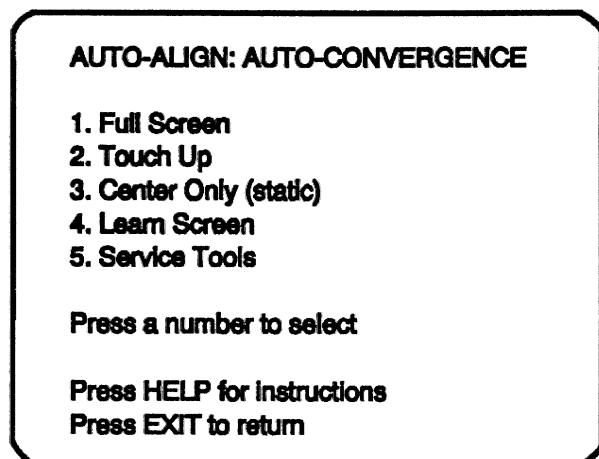 AUTO-ALIGN: AUTO-CONVERGENCE
1. Full Screen
2. Touch Up
3. Center Only (static)
4. Learn Screen
5. Service Tools
Press a number to select
Press HELP for instructions
Press EXIT to return